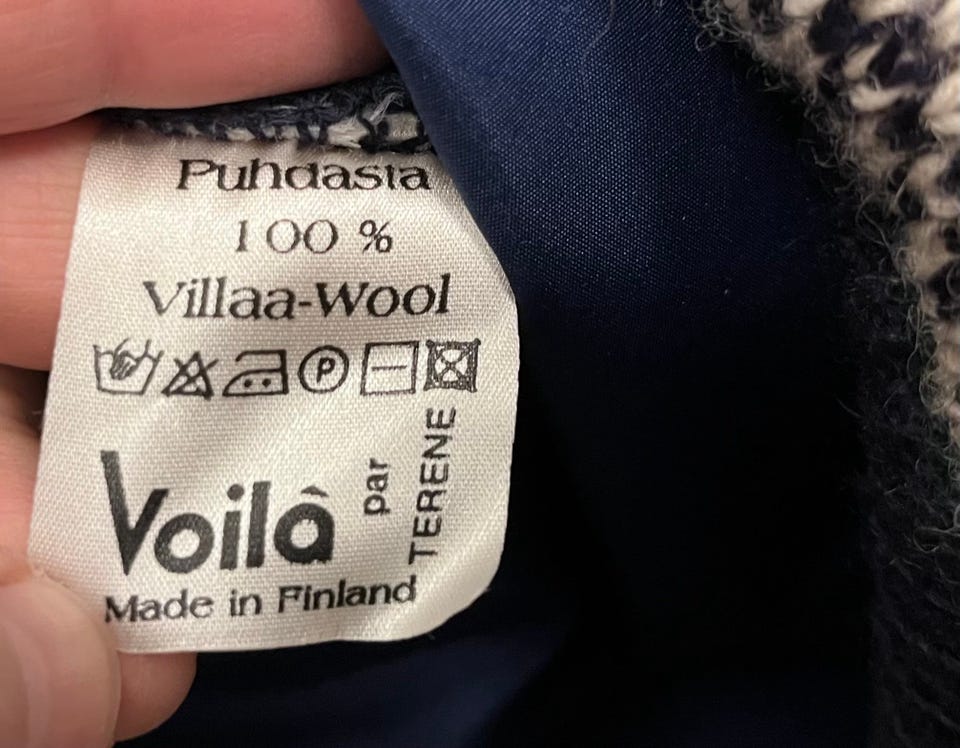 Puhdasta
100 %
Villaa-Wool
P
Voilà
par
TERENE
Made in Finland